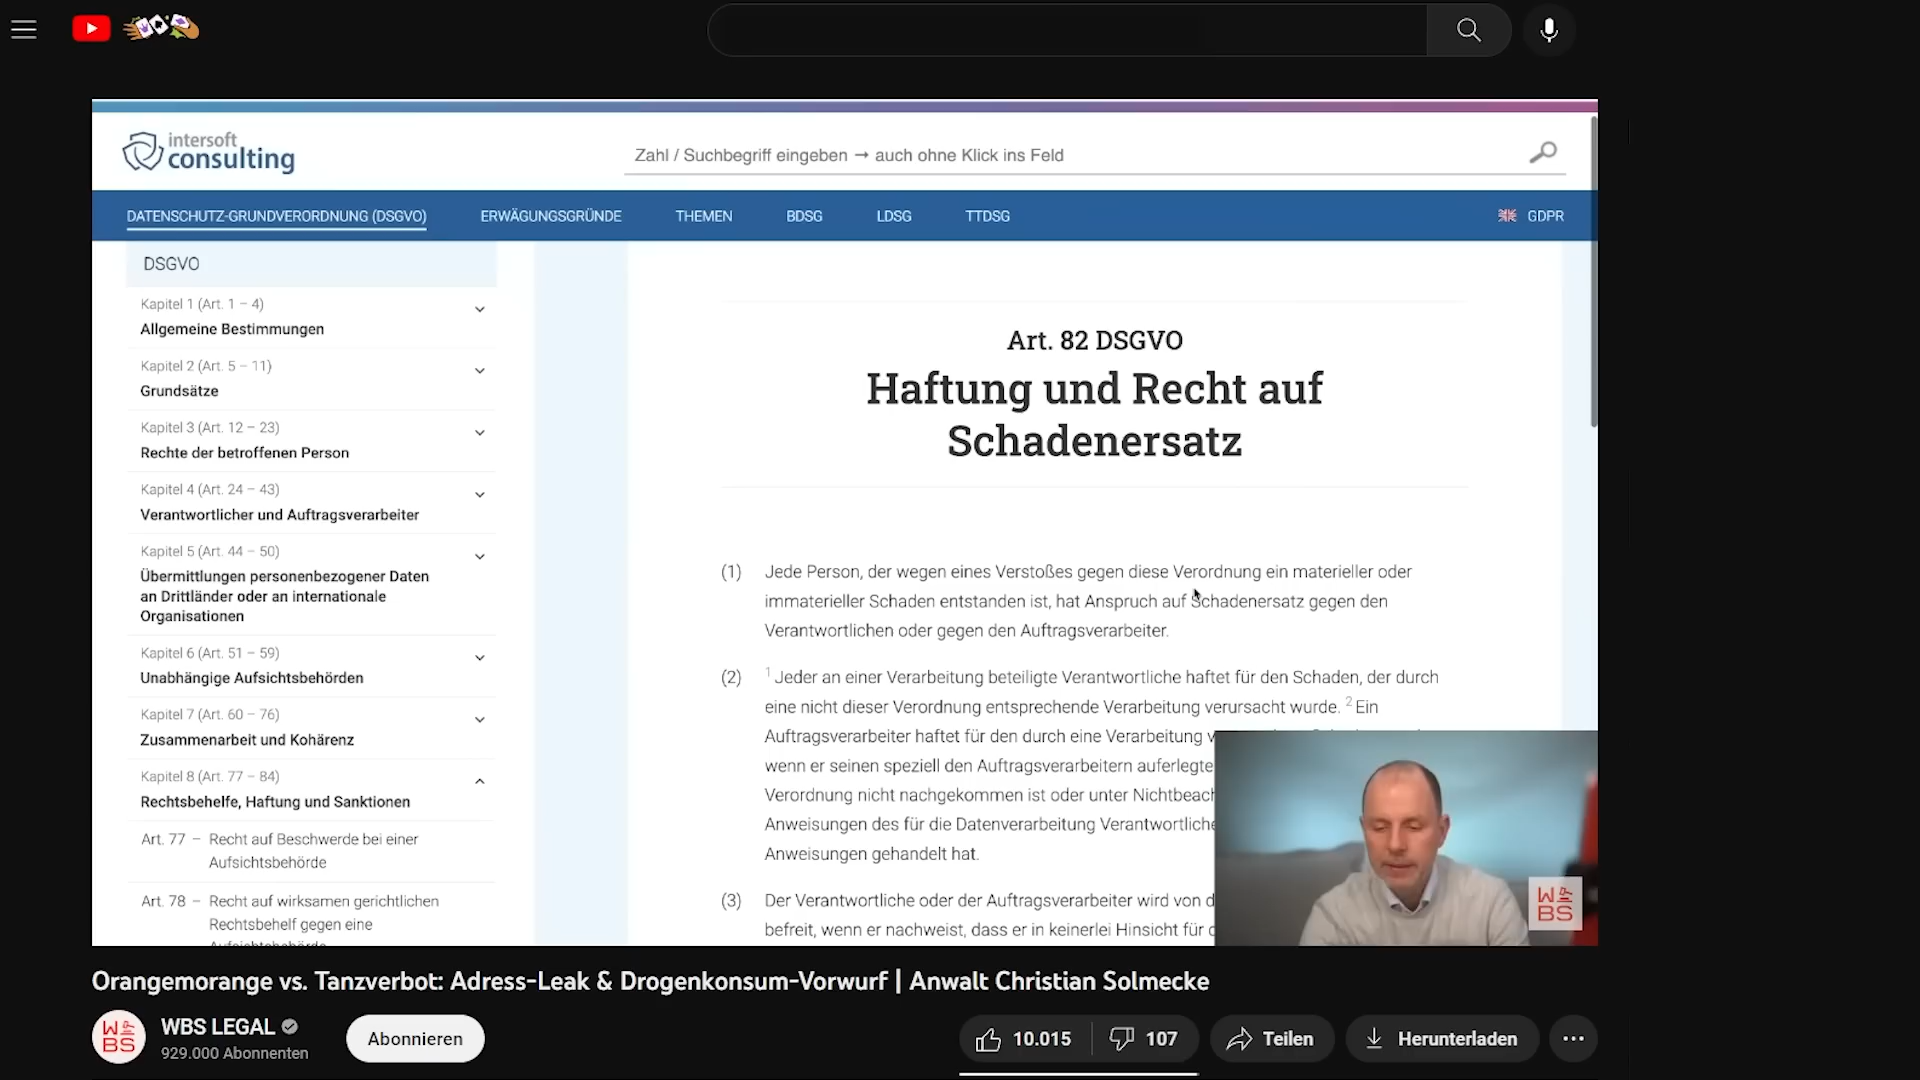 intersoft
consulting
Zahl / Suchbegriff eingeben → auch ohne Klick ins Feld
DATENSCHUTZ-GRUNDVERORDNUNG (DSGVO) ERWÄGUNGSGRÜNDE THEMEN BDSG LDSG TTDSG GDPR
DSGVO
Kapitel 1 (Art. 1 – 4)
Allgemeine Bestimmungen
Kapitel 2 (Art. 5 – 11)
Grundsätze
Kapitel 3 (Art. 12 – 23)
Rechte der betroffenen Person
Kapitel 4 (Art. 24 – 43)
Verantwortlicher und Auftragsverarbeiter
Kapitel 5 (Art. 44 – 50)
Übermittlungen personenbezogener Daten
an Drittländer oder an internationale
Organisationen
Kapitel 6 (Art. 51 – 59)
Unabhängige Aufsichtsbehörden
Kapitel 7 (Art. 60 – 76)
Zusammenarbeit und Kohärenz
Kapitel 8 (Art. 77 – 84)
Rechtsbehelfe, Haftung und Sanktionen
Art. 77 – Recht auf Beschwerde bei einer
Aufsichtsbehörde
Art. 78 – Recht auf wirksamen gerichtlichen
Rechtsbehelf gegen eine
Art. 82 DSGVO
Haftung und Recht auf
Schadenersatz
(1) Jede Person, der wegen eines Verstoßes gegen diese Verordnung ein materieller oder
immaterieller Schaden entstanden ist, hat Anspruch auf Schadenersatz gegen den
Verantwortlichen oder gegen den Auftragsverarbeiter.
(2) 1 Jeder an einer Verarbeitung beteiligte Verantwortliche haftet für den Schaden, der durch
eine nicht dieser Verordnung entsprechende Verarbeitung verursacht wurde. 2 Ein
Auftragsverarbeiter haftet für den durch eine Verarbeitung
wenn er seinen speziell den Auftragsverarbeitern auferlegte
Verordnung nicht nachgekommen ist oder unter Nichtbeach
Anweisungen des für die Datenverarbeitung Verantwortliche
Anweisungen gehandelt hat.
(3) Der Verantwortliche oder der Auftragsverarbeiter wird von d
befreit, wenn er nachweist, dass er in keinerlei Hinsicht für
WBS
Orangemorange vs. Tanzverbot: Adress-Leak & Drogenkonsum-Vorwurf | Anwalt Christian Solmecke
WBS
WBS LEGAL
929.000 Abonnenten
Abonnieren
10.015
107
Teilen
Herunterladen